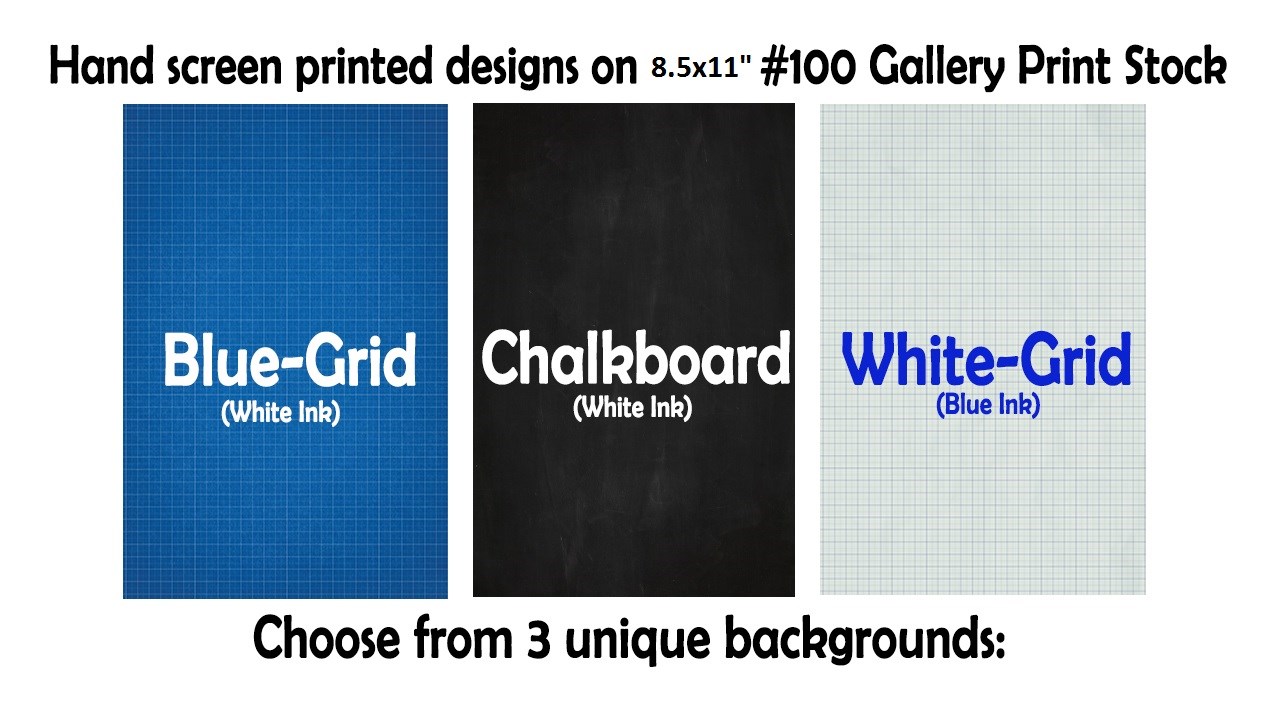 Hand screen printed designs on 8.5x11" #100 Gallery Print Stock
Blue-Grid
(White Ink)
Chalkboard
(White Ink)
White-Grid
(Blue Ink)
Choose from 3 unique backgrounds: